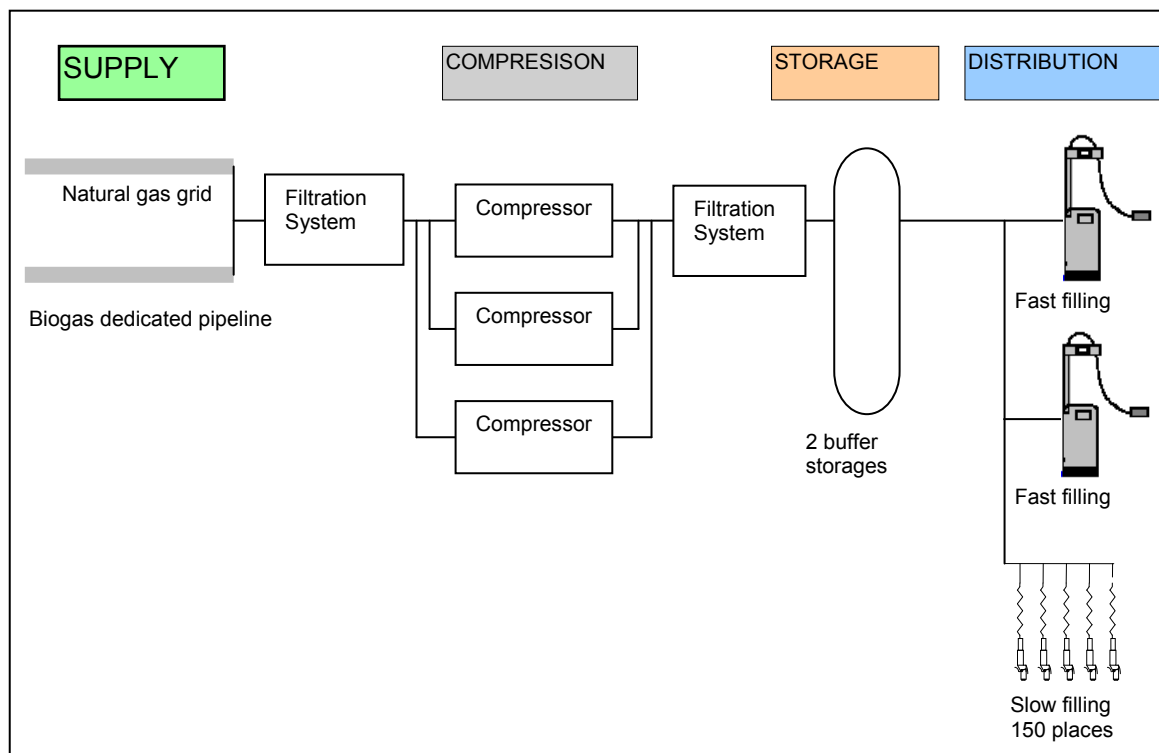 SUPPLY
COMPRESISON
STORAGE
DISTRIBUTION
Natural gas grid
Biogas dedicated pipeline
Filtration
System
Compressor
Compressor
Compressor
Filtration
System
2 buffer
storages
Fast filling
Fast filling
Slow filling
150 places